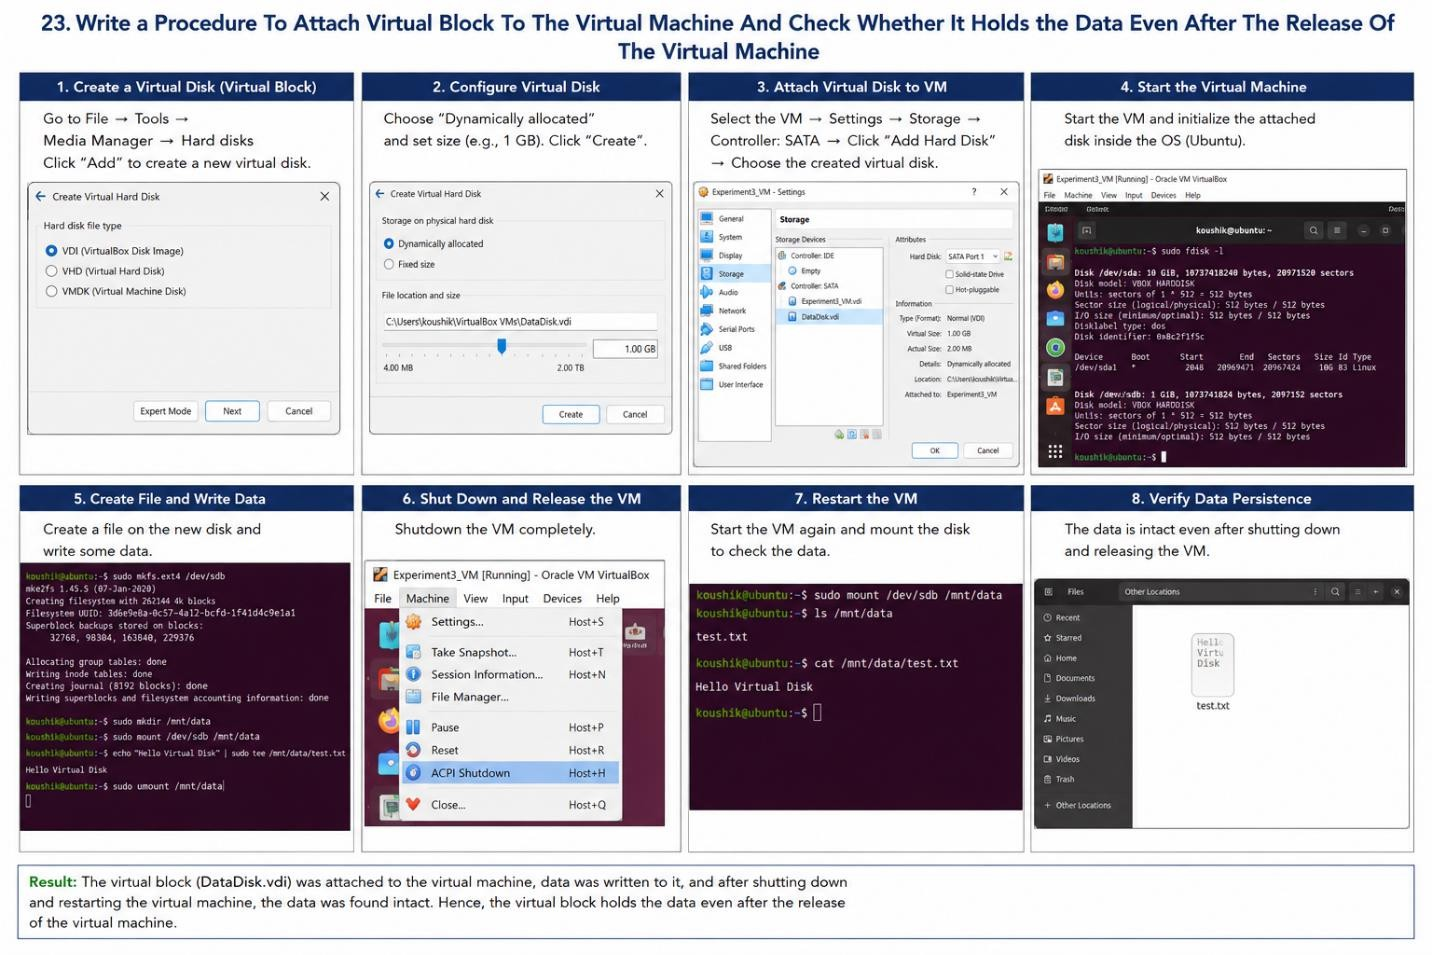 23. Write a Procedure To Attach Virtual Block To The Virtual Machine And Check Whether It Holds the Data Even After The Release Of
The Virtual Machine
1. Create a Virtual Disk (Virtual Block)
Go to File → Tools →
Media Manager → Hard disks
Click “Add” to create a new virtual disk.
Create Virtual Hard Disk
Hard disk file type
VDI (VirtualBox Disk Image)
VHD (Virtual Hard Disk)
VMDK (Virtual Machine Disk)
Expert Mode
Next
Cancel
2. Configure Virtual Disk
Choose “Dynamically allocated”
and set size (e.g., 1 GB). Click “Create”.
Create Virtual Hard Disk
Storage on physical hard disk
Dynamically allocated
Fixed size
File location and size
C:\Users\koushik\VirtualBox VMs\DataDisk.vdi
1.00 GB
4.00 MB
2.00 TB
Create
Cancel
3. Attach Virtual Disk to VM
Select the VM → Settings → Storage →
Controller: SATA → Click “Add Hard Disk”
→ Choose the created virtual disk.
Experiment3_VM - Settings
?
General
System
Display
Storage
Audio
Network
Serial Ports
USB
Shared Folders
User Interface
Storage
Storage Devices
Controller: IDE
Empty
Controller: SATA
Experiment3_VM.vdi
DataDisk.vdi
Attributes
Hard Disk: SATA Port 1
Solid-state Drive
Hot-pluggable
Information
Type (Format): Normal (VDI)
Virtual Size: 1.00 GB
Actual Size: 2.00 MB
Details: Dynamically allocated
Location: C:\Users\koushik\Virtua...
Attached to: Experiment3_VM
OK
Cancel
4. Start the Virtual Machine
Start the VM and initialize the attached
disk inside the OS (Ubuntu).
Experiment3_VM [Running] - Oracle VM VirtualBox
File Machine View Input Devices Help
koushik@ubuntu: ~
koushik@ubuntu:~$ sudo fdisk -l
Disk /dev/sda: 10 GiB, 10737418240 bytes, 20971520 sectors
Disk model: VBOX HARDDISK
Units: sectors of 1 * 512 = 512 bytes
Sector size (logical/physical): 512 bytes / 512 bytes
I/O size (minimum/optimal): 512 bytes / 512 bytes
Disklabel type: dos
Disk identifier: 0x8c2f1f5c
Device Boot Start End Sectors Size Id Type
/dev/sda1 * 2048 20969471 20967424 10G 83 Linux
Disk /dev/sdb: 1 GiB, 1073741824 bytes, 2097152 sectors
Disk model: VBOX HARDDISK
Units: sectors of 1 * 512 = 512 bytes
Sector size (logical/physical): 512 bytes / 512 bytes
I/O size (minimum/optimal): 512 bytes / 512 bytes
koushik@ubuntu:~$
5. Create File and Write Data
Create a file on the new disk and
write some data.
koushik@ubuntu:~$ sudo mkfs.ext4 /dev/sdb
mke2fs 1.45.5 (07-Jan-2020)
Creating filesystem with 262144 4k blocks
Filesystem UUID: 3d6e9e8a-0c57-4a12-bcfd-1f41d4c9e1a1
Superblock backups stored on blocks:
32768, 98304, 163840, 229376
Allocating group tables: done
Writing inode tables: done
Creating journal (8192 blocks): done
Writing superblocks and filesystem accounting information: done
koushik@ubuntu:~$ sudo mkdir /mnt/data
koushik@ubuntu:~$ sudo mount /dev/sdb /mnt/data
koushik@ubuntu:~$ echo "Hello Virtual Disk" | sudo tee /mnt/data/test.txt
Hello Virtual Disk
koushik@ubuntu:~$ sudo umount /mnt/data
6. Shut Down and Release the VM
Shutdown the VM completely.
Experiment3_VM [Running] - Oracle VM VirtualBox
File Machine View Input Devices Help
Settings... Host+S
Take Snapshot... Host+T
Session Information... Host+N
File Manager...
Pause Host+P
Reset Host+R
ACPI Shutdown Host+H
Close... Host+Q
7. Restart the VM
Start the VM again and mount the disk
to check the data.
koushik@ubuntu:~$ sudo mount /dev/sdb /mnt/data
koushik@ubuntu:~$ ls /mnt/data
test.txt
koushik@ubuntu:~$ cat /mnt/data/test.txt
Hello Virtual Disk
koushik@ubuntu:~$
8. Verify Data Persistence
The data is intact even after shutting down
and releasing the VM.
Files
Other Locations
Recent
Starred
Home
Documents
Downloads
Music
Pictures
Videos
Trash
+ Other Locations
Hello
Virtu
Disk
test.txt
Result: The virtual block (DataDisk.vdi) was attached to the virtual machine, data was written to it, and after shutting down
and restarting the virtual machine, the data was found intact. Hence, the virtual block holds the data even after the release
of the virtual machine.